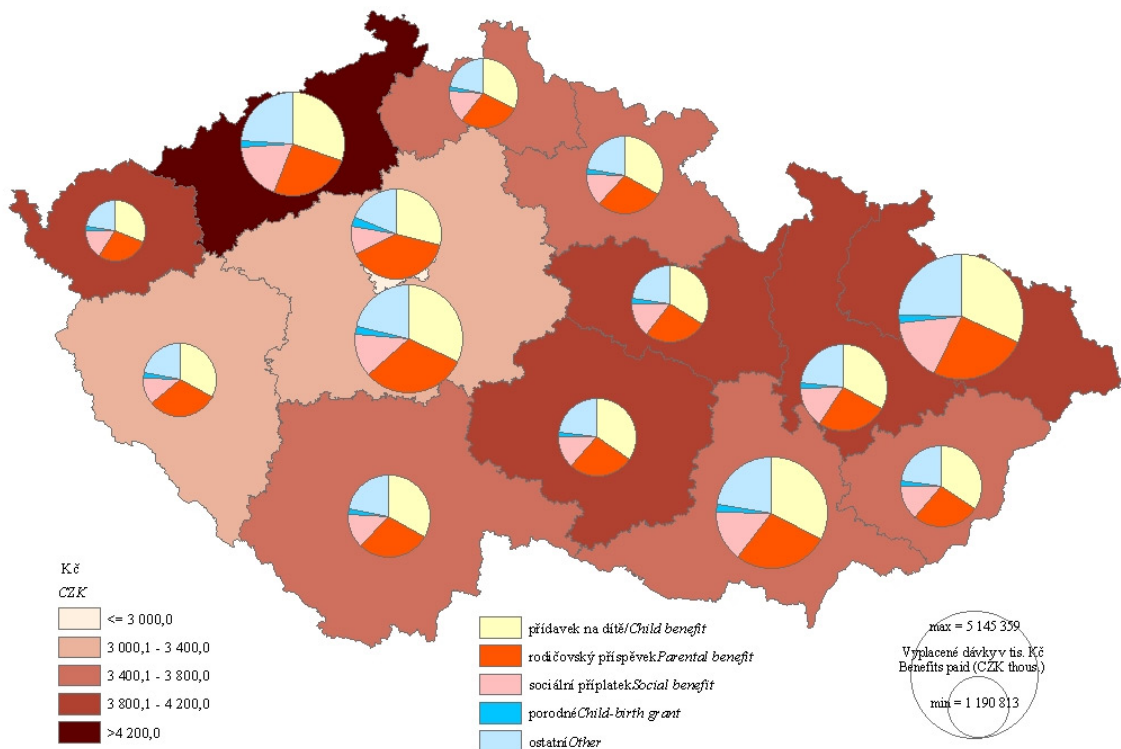 Kč
CZK
<= 3 000,0
3 000,1 - 3 400,0
3 400,1 - 3 800,0
3 800,1 - 4 200,0
>4 200,0
přídavek na dítě/Child benefit
rodičovský příspěvekParental benefit
sociální příplatekSocial benefit
porodnéChild-birth grant
ostatníOther
max = 5 145 359
Vyplacené dávky v tis. Kč
Benefits paid (CZK thous.)
min = 1 190 813